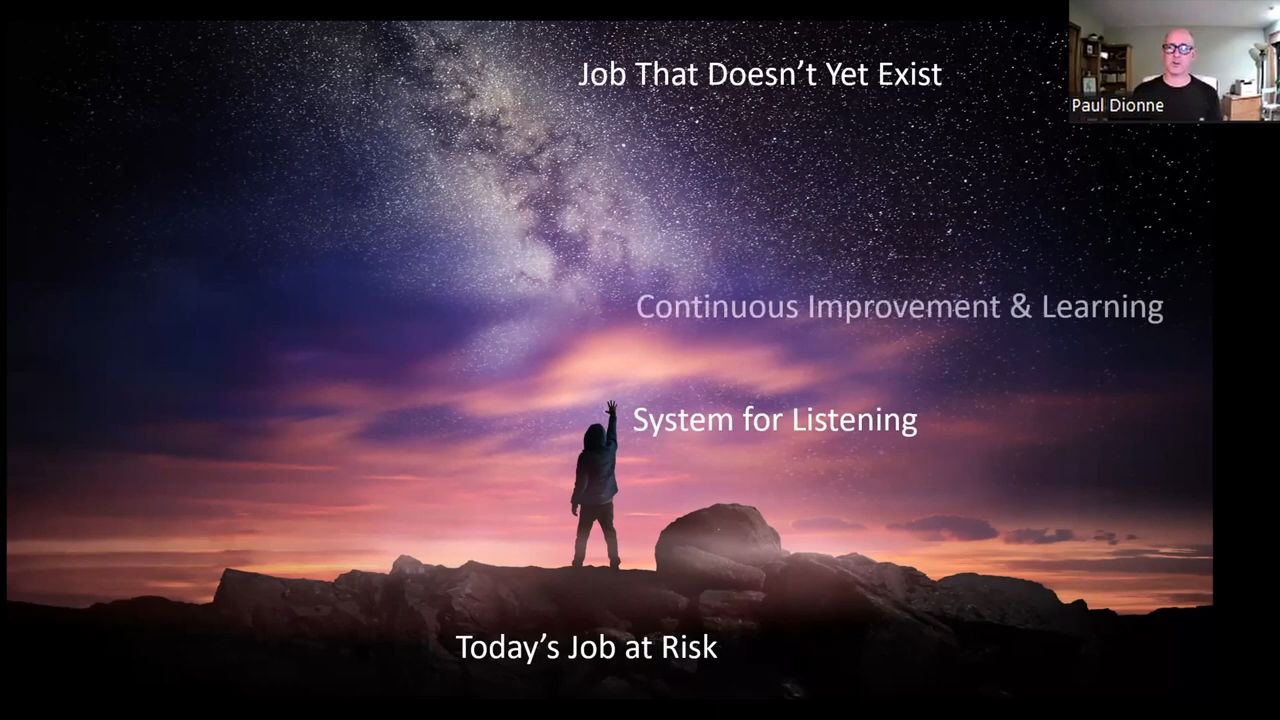 Job That Doesn’t Yet Exist
Paul Dionne
Continuous Improvement & Learning
System for Listening
Today’s Job at Risk